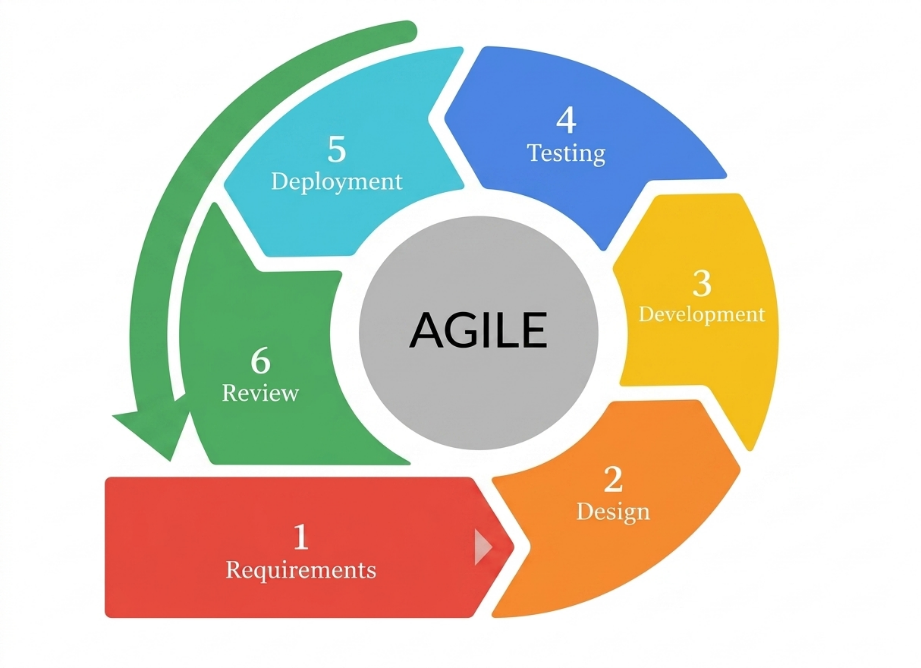 1
Requirements
2
Design
3
Development
4
Testing
5
Deployment
6
Review
AGILE